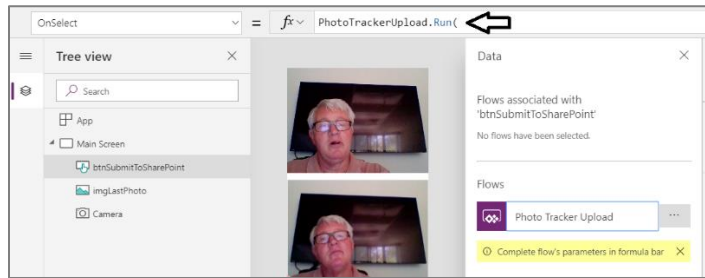 OnSelect = fx PhotoTrackerUpload.Run(
Tree view
Search
App
Main Screen
btnSubmitToSharePoint
imgLastPhoto
Camera
Data
Flows associated with
'btnSubmitToSharePoint'
No flows have been selected.
Flows
Photo Tracker Upload ...
Complete flow's parameters in formula bar